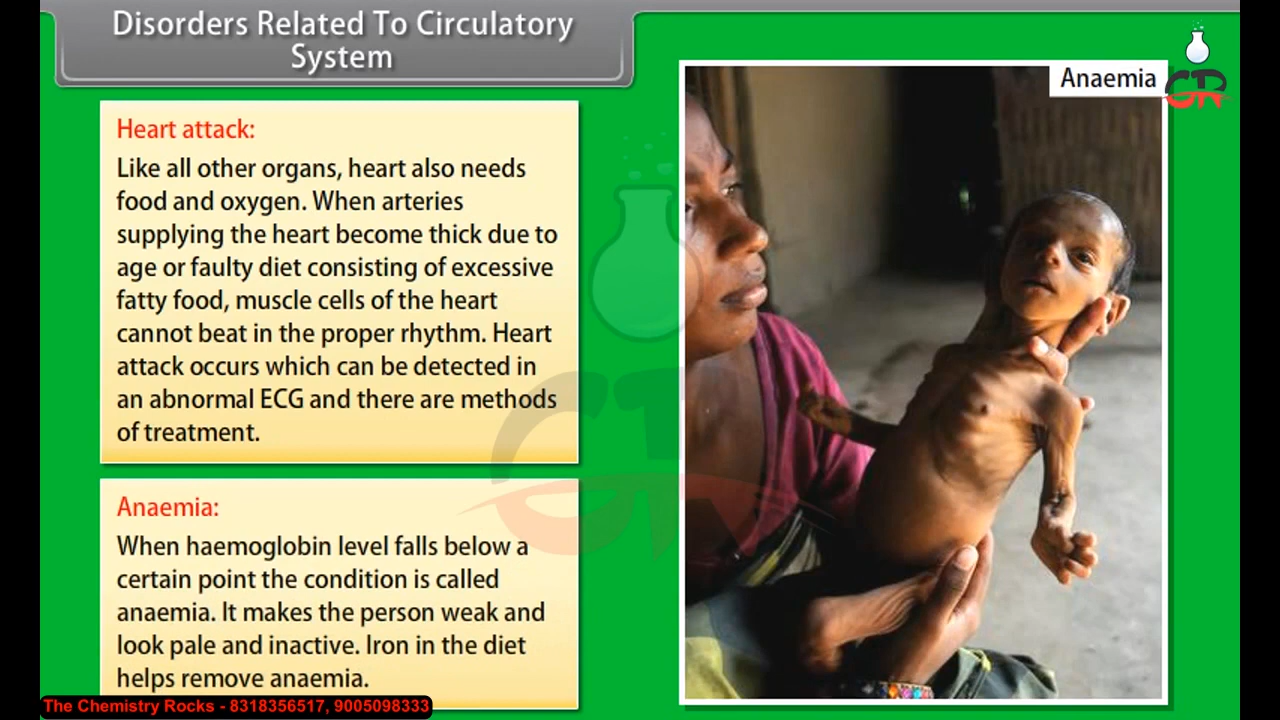 Disorders Related To Circulatory
System
Heart attack:
Like all other organs, heart also needs
food and oxygen. When arteries
supplying the heart become thick due to
age or faulty diet consisting of excessive
fatty food, muscle cells of the heart
cannot beat in the proper rhythm. Heart
attack occurs which can be detected in
an abnormal ECG and there are methods
of treatment.
Anaemia:
When haemoglobin level falls below a
certain point the condition is called
anaemia. It makes the person weak and
look pale and inactive. Iron in the diet
helps remove anaemia.
Anaemia
CR
The Chemistry Rocks - 8318356517, 9005098333